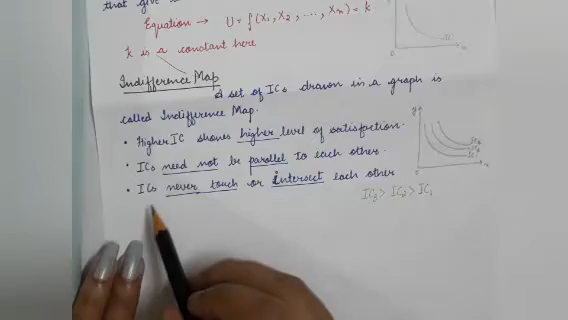 that give
Equation → U = f(x₁, x₂, ....., xₙ) = k
k is a constant here
Indifference Map
A set of ICs drawn in a graph is
called Indifference Map.
• Higher IC shows higher level of satisfaction.
• ICs need not be parallel to each other.
• ICs never touch or intersect each other
IC₃ > IC₂ > IC₁